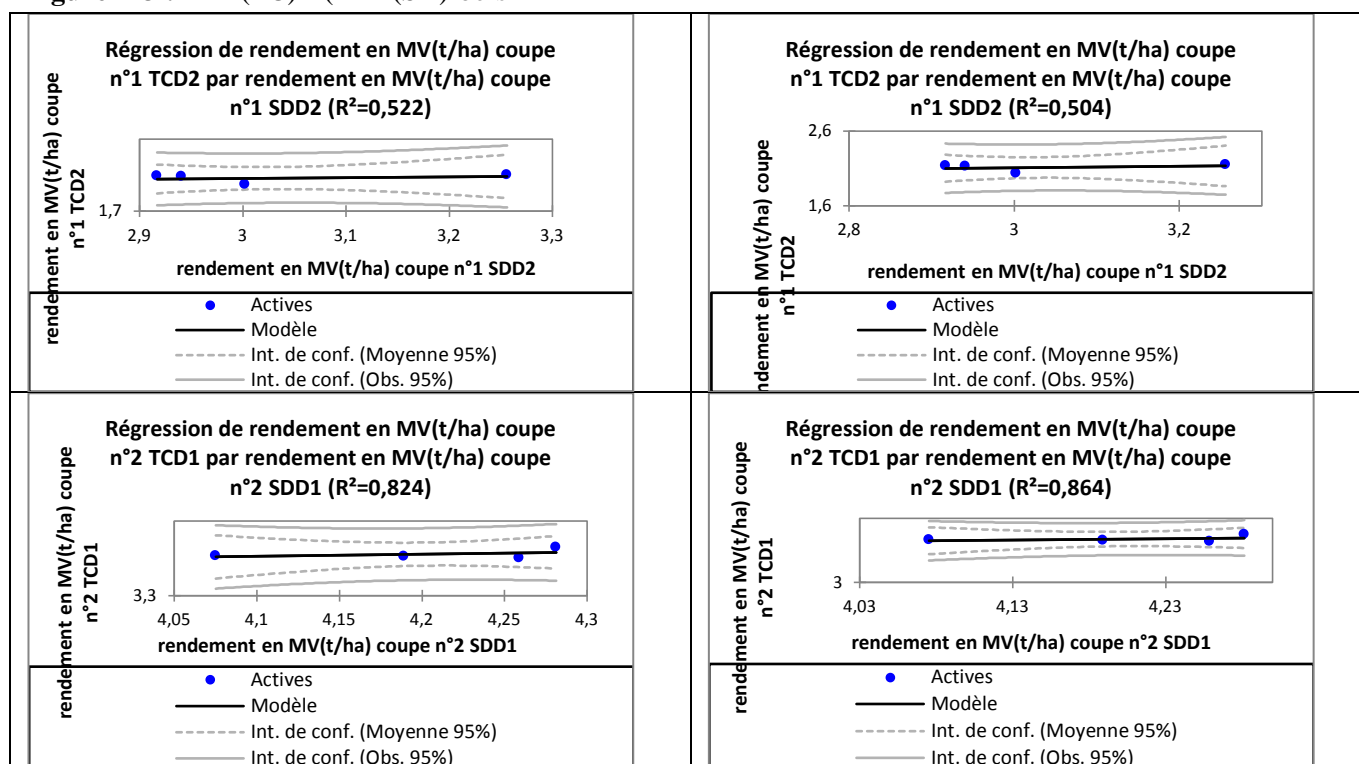 Régression de rendement en MV(t/ha) coupe
n°1 TCD2 par rendement en MV(t/ha) coupe
n°1 SDD2 (R²=0,522)
rendement en MV(t/ha) coupe
n°1 TCD2
1,7
2,9 3 3,1 3,2 3,3
rendement en MV(t/ha) coupe n°1 SDD2
Actives
Modèle
Int. de conf. (Moyenne 95%)
Int. de conf. (Obs. 95%)
Régression de rendement en MV(t/ha) coupe
n°1 TCD2 par rendement en MV(t/ha) coupe
n°1 SDD2 (R²=0,504)
rendement en MV(t/ha) coupe
n°1 TCD2
2,6
1,6
2,8 3 3,2
rendement en MV(t/ha) coupe n°1 SDD2
Actives
Modèle
Int. de conf. (Moyenne 95%)
Int. de conf. (Obs. 95%)
Régression de rendement en MV(t/ha) coupe
n°2 TCD1 par rendement en MV(t/ha) coupe
n°2 SDD1 (R²=0,824)
rendement en MV(t/ha) coupe
n°2 TCD1
3,3
4,05 4,1 4,15 4,2 4,25 4,3
rendement en MV(t/ha) coupe n°2 SDD1
Actives
Modèle
Int. de conf. (Moyenne 95%)
Int. de conf. (Obs. 95%)
Régression de rendement en MV(t/ha) coupe
n°2 TCD1 par rendement en MV(t/ha) coupe
n°2 SDD1 (R²=0,864)
rendement en MV(t/ha) coupe
n°2 TCD1
3
4,03 4,13 4,23
rendement en MV(t/ha) coupe n°2 SDD1
Actives
Modèle
Int. de conf. (Moyenne 95%)
Int. de conf. (Obs. 95%)